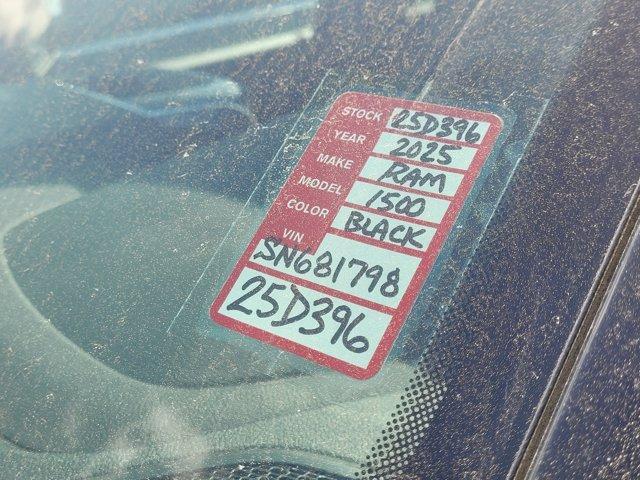 STOCK 25D396
YEAR 2025
MAKE RAM
MODEL 1500
COLOR BLACK
VIN
SN681798
25D396